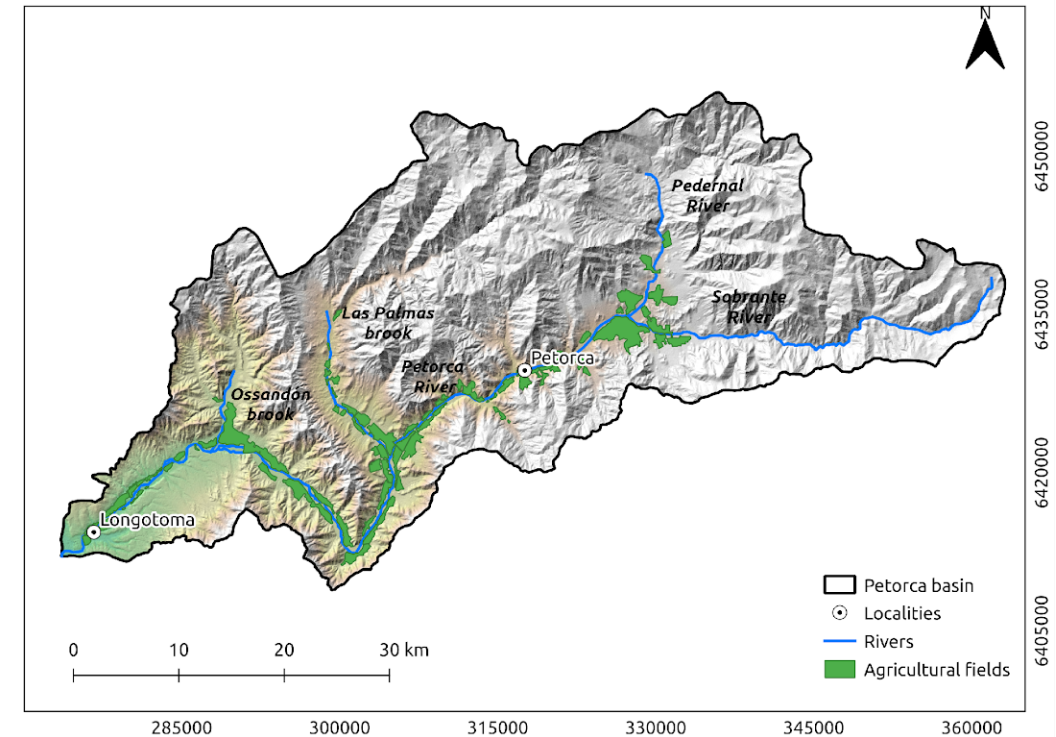 N
Pedernal
River
Sobrante
River
Las Palmas
brook
Petorca
River
Petorca
Ossandón
brook
Longotoma
6450000
6435000
6420000
6405000
Petorca basin
Localities
Rivers
Agricultural fields
0 10 20 30 km
285000 300000 315000 330000 345000 360000